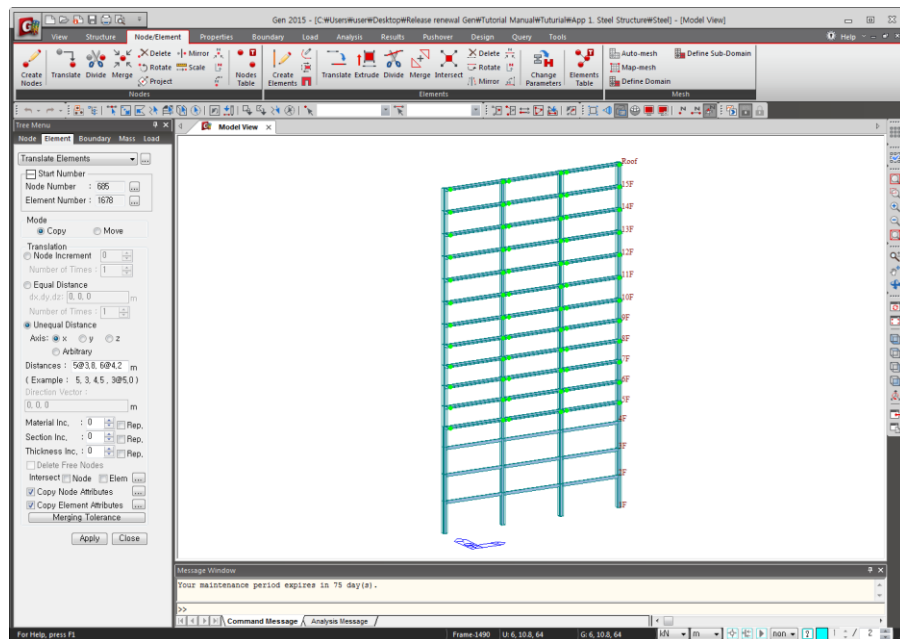 Gen 2015 - [C:₩Users₩user₩Desktop₩Release renewal Gen₩Tutorial Manual₩Tuturial₩App 1. Steel Structure₩Steel] - [Model View]
View Structure Node/Element Properties Boundary Load Analysis Results Pushover Design Query Tools Help
Create Nodes Translate Divide Merge Delete Rotate Project Mirror Scale Nodes Table Create Elements Translate Extrude Divide Merge Intersect Delete Rotate Mirror Change Parameters Elements Table Auto-mesh Map-mesh Define Domain Define Sub-Domain
Nodes Elements Mesh
Tree Menu
Node Element Boundary Mass Load
Model View
Translate Elements
Start Number
Node Number : 685
Element Number : 1678
Mode
Copy Move
Translation
Node Increment 0
Number of Times : 1
Equal Distance
dx,dy,dz: 0, 0, 0 m
Number of Times : 1
Unequal Distance
Axis: x y z
Arbitrary
Distances : 5@3.8, 6@4.2 m
( Example : 5, 3, 4.5 , 3@5.0 )
Direction Vector :
0, 0, 0 m
Material Inc. : 0 Rep.
Section Inc. : 0 Rep.
Thickness Inc. : 0 Rep.
Delete Free Nodes
Intersect Node Elem
Copy Node Attributes
Copy Element Attributes
Merging Tolerance
Apply Close
Roof
15F
14F
13F
12F
11F
10F
9F
8F
7F
6F
5F
4F
3F
2F
Message Window
Your maintenance period expires in 75 day(s).
>>
Command Message Analysis Message
For Help, press F1 Frame-1490 U: 6, 10.8, 64 G: 6, 10.8, 64 kN m non ? 1 / 2